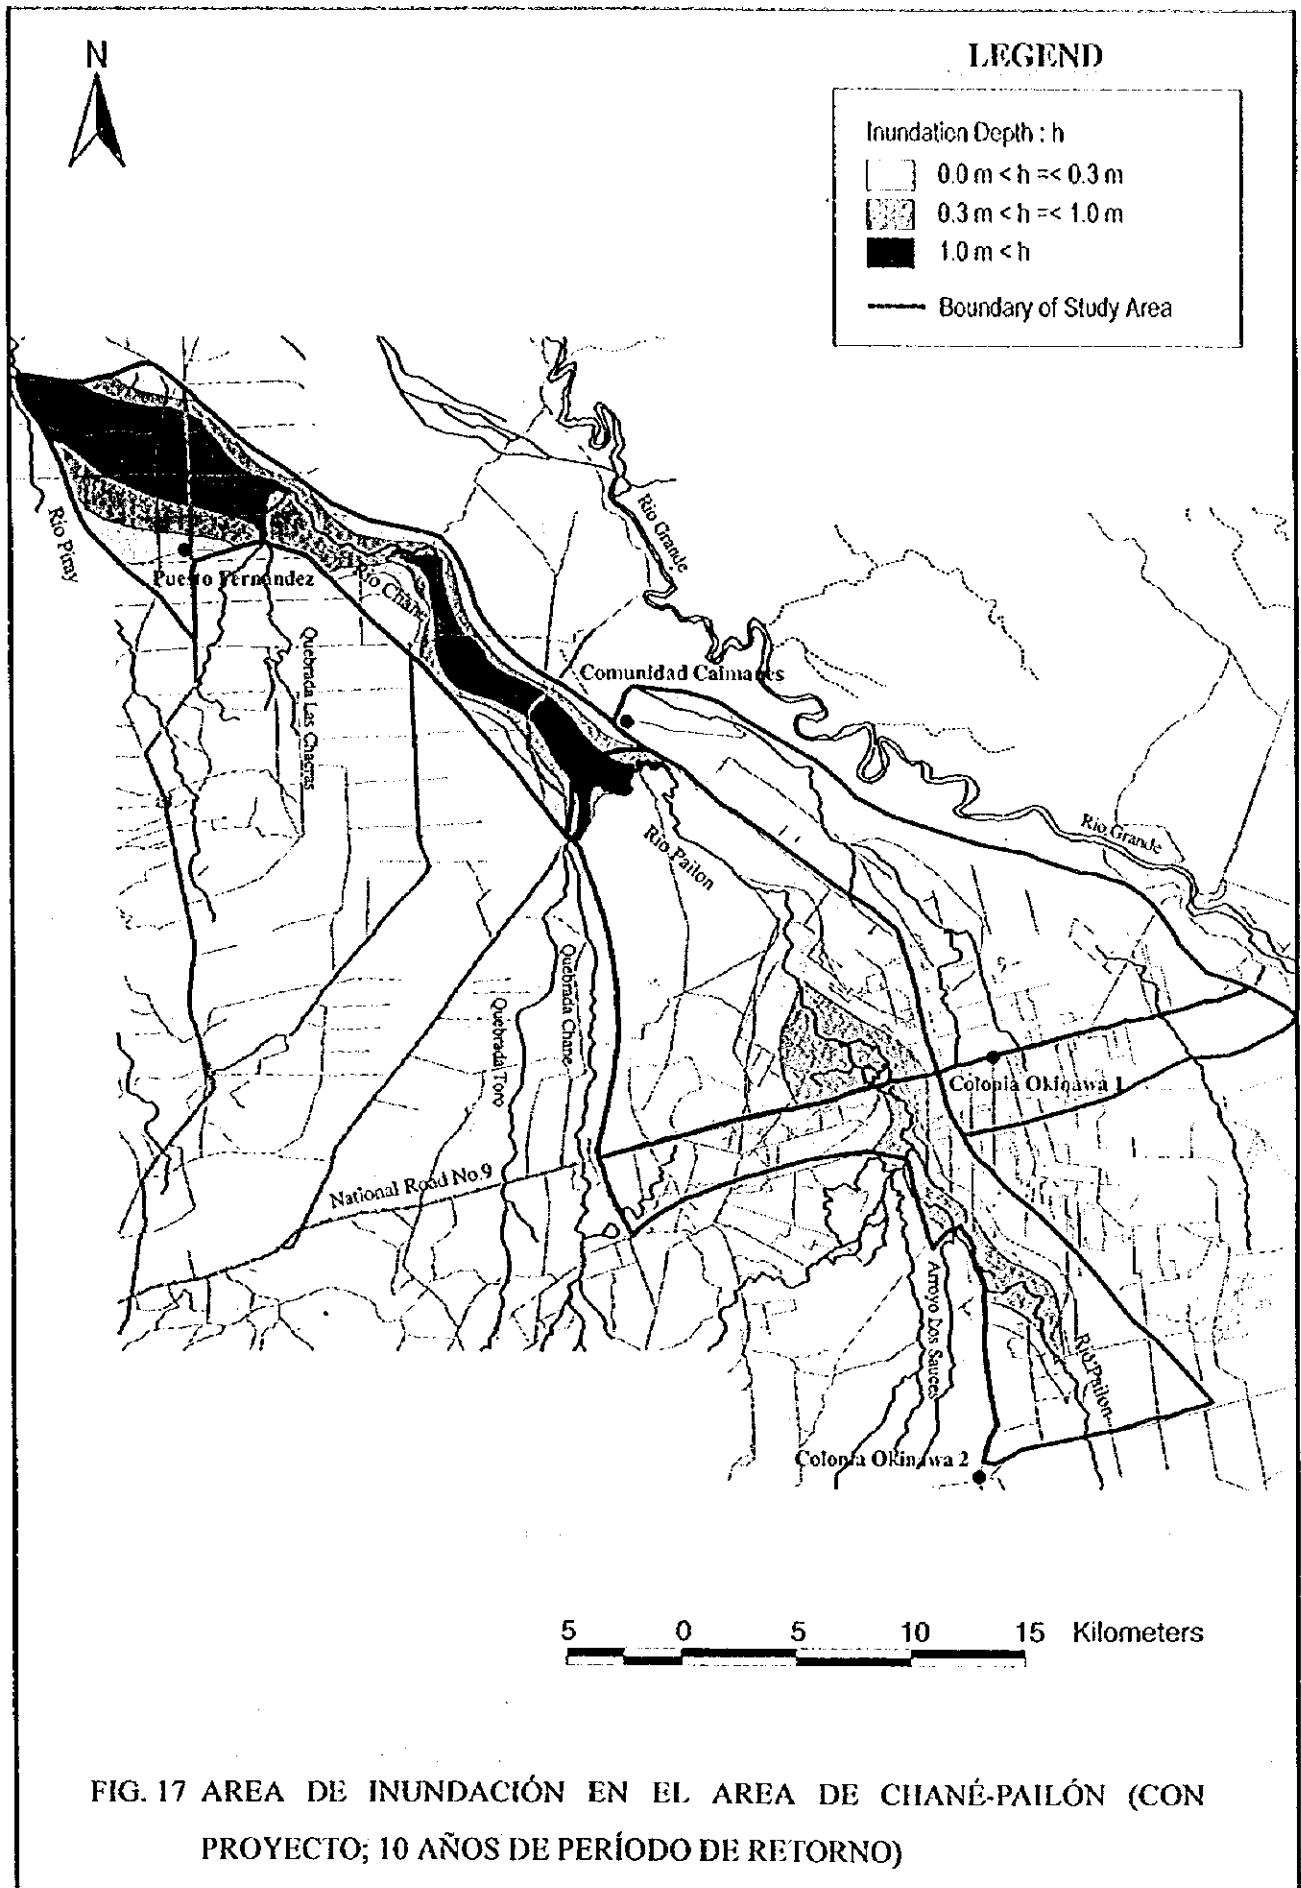 N
LEGEND
Inundation Depth : h
0.0 m < h =< 0.3 m
0.3 m < h =< 1.0 m
1.0 m < h
Boundary of Study Area
Rio Grande
Rio Piray
Puesto Fernandez
Rio Chane
Quebrada Las Chacras
Comunidad Caimanes
Rio Grande
Rio Pailon
Quebrada Chane
Quebrada Toro
Colonia Okinawa 1
National Road No.9
Arroyo Dos Sauces
Rio Pailon
Colonia Okinawa 2
5 0 5 10 15 Kilometers
FIG. 17 AREA DE INUNDACIÓN EN EL AREA DE CHANÉ-PAILÓN (CON
PROYECTO; 10 AÑOS DE PERÍODO DE RETORNO)